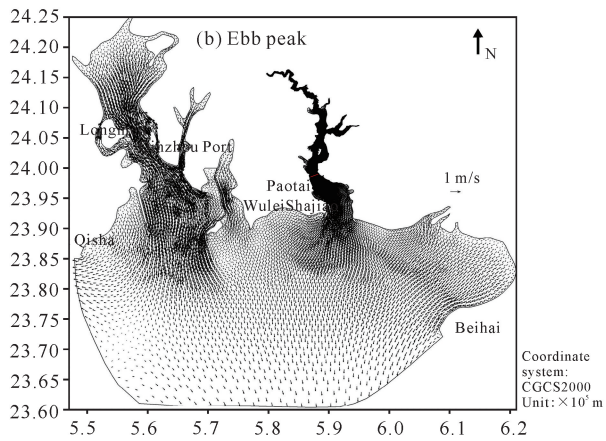 (b) Ebb peak
N
24.25
24.20
24.15
24.10
24.05
24.00
23.95
23.90
23.85
23.80
23.75
23.70
23.65
23.60
Port
1 m/s
Paotai
WuleiShajia
Qisha
Beihai
Coordinate
system:
CGCS2000
Unit:×10⁵ m
5.5
5.6
5.7
5.8
5.9
6.0
6.1
6.2